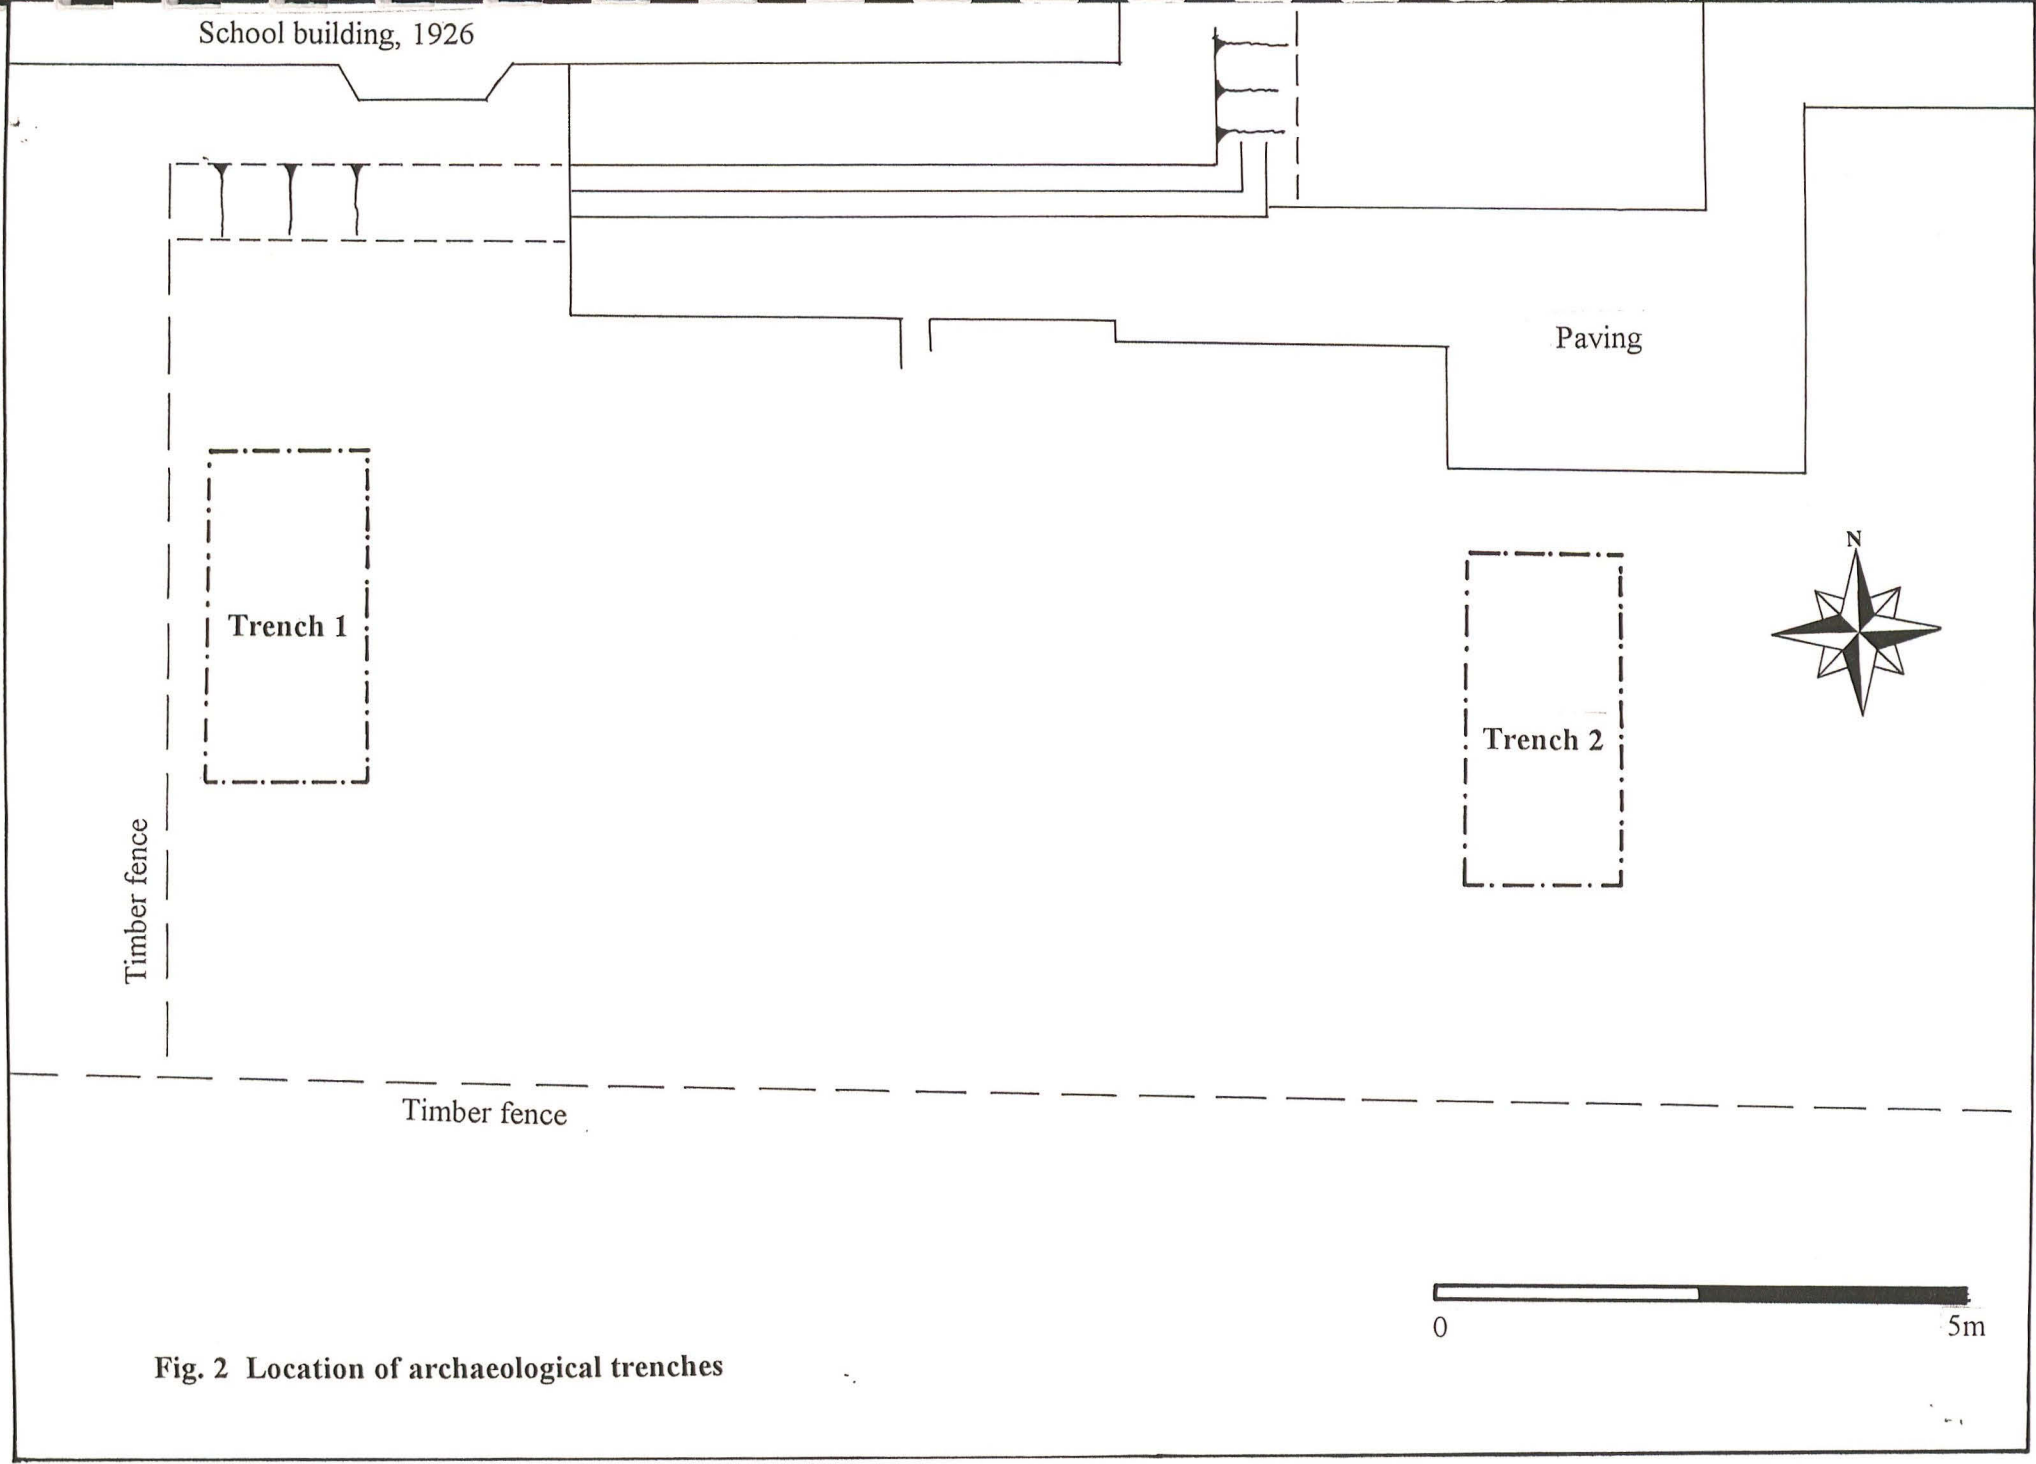 School building, 1926
Paving
N
Trench 1
Trench 2
Timber fence
Timber fence
0
5m
Fig. 2 Location of archaeological trenches